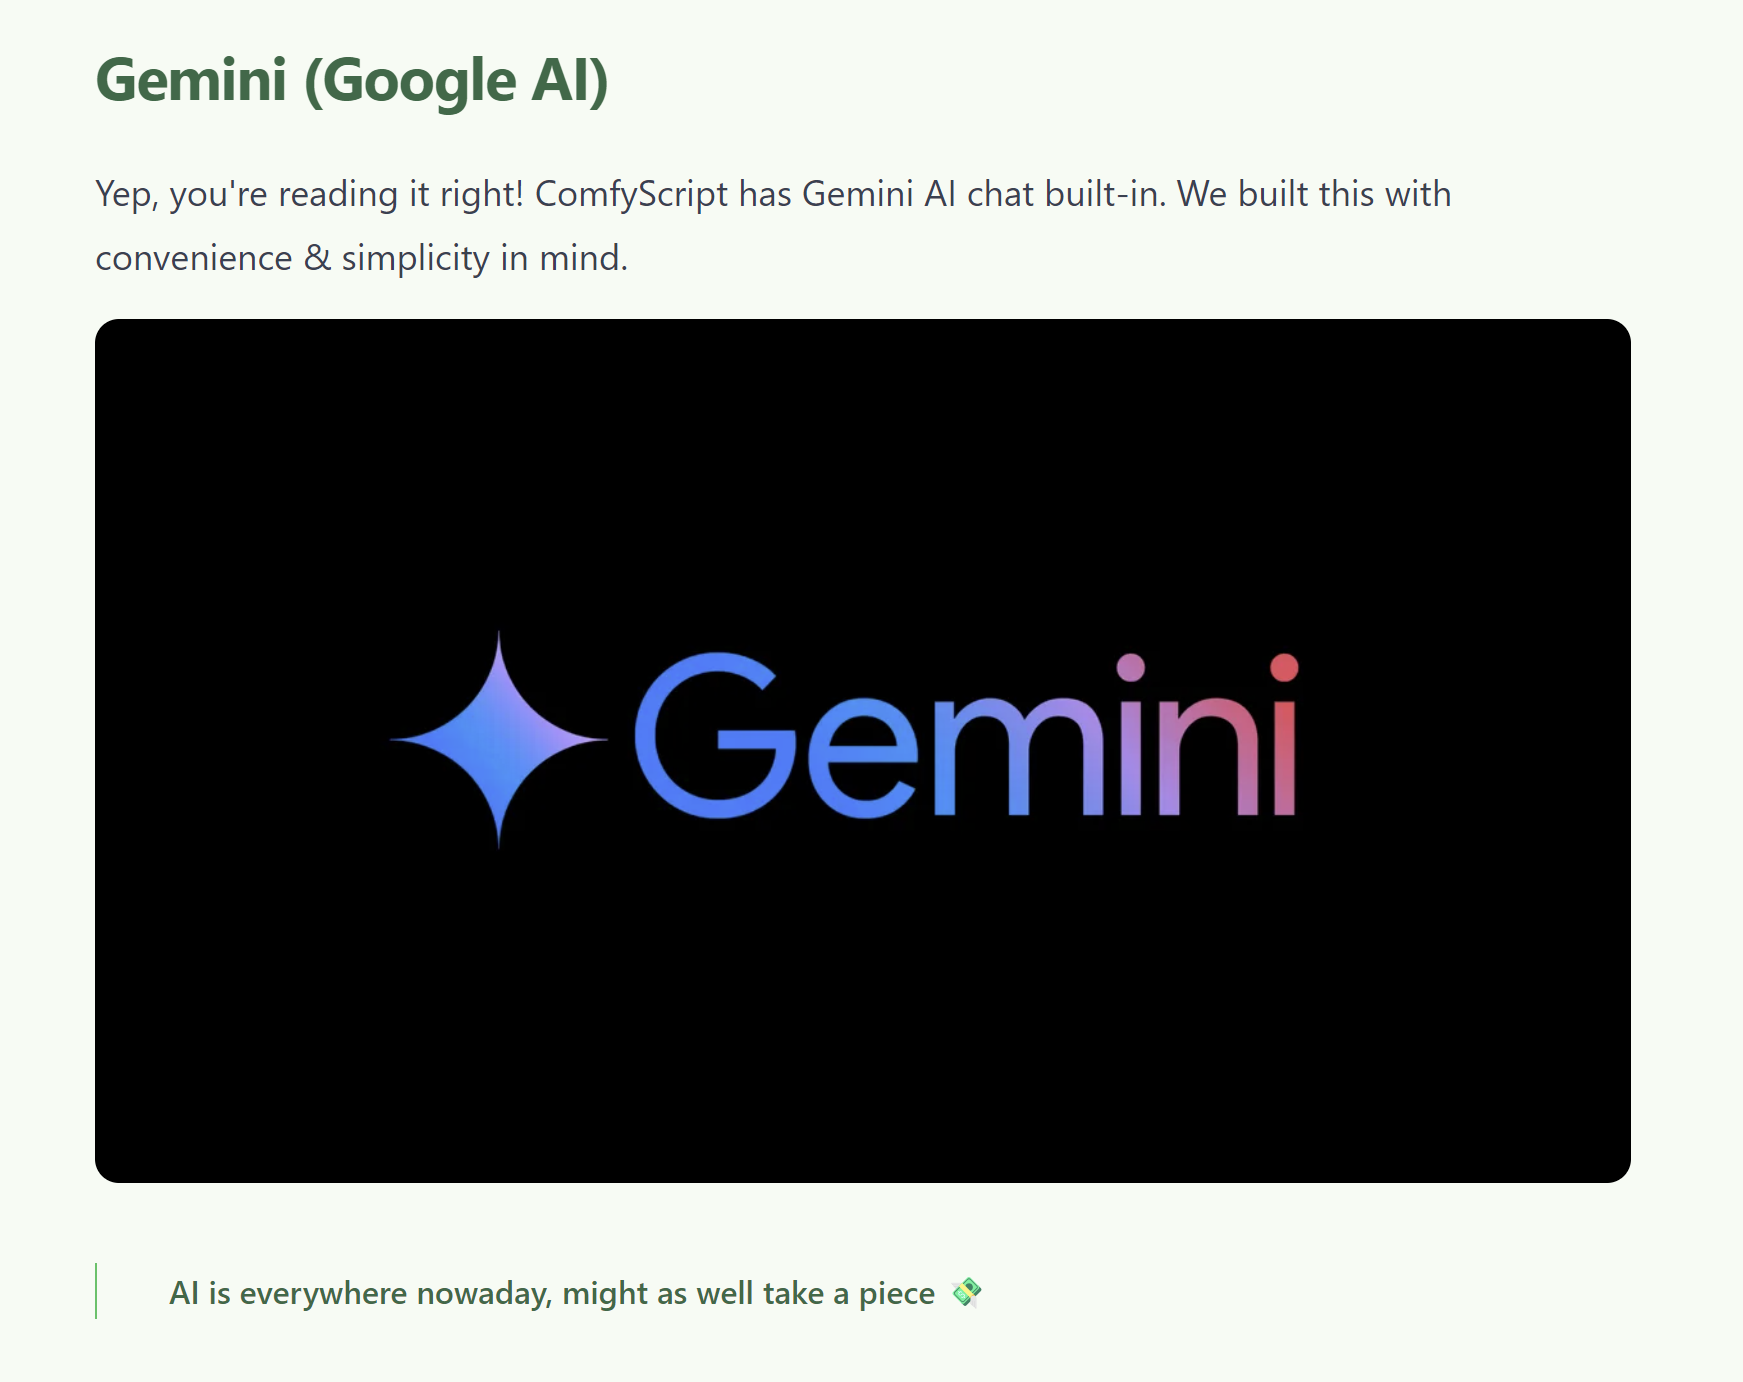 Gemini (Google AI)
Yep, you're reading it right! ComfyScript has Gemini AI chat built-in. We built this with
convenience & simplicity in mind.
Gemini
AI is everywhere nowaday, might as well take a piece 💸